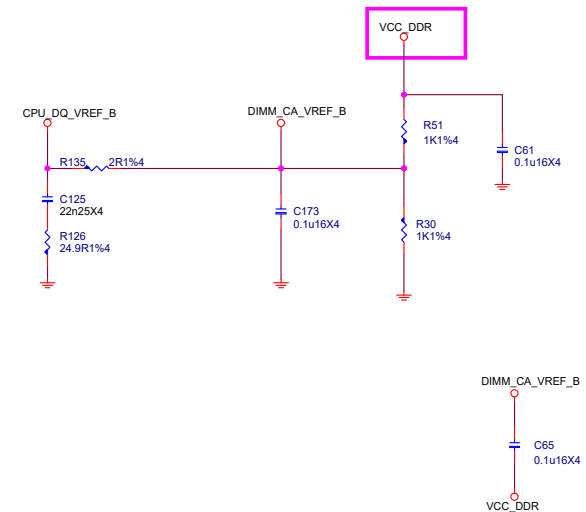 VCC_DDR
CPU_DQ_VREF_B
DIMM_CA_VREF_B
R51
1K1%4
C61
0.1u16X4
R135
2R1%4
C125
22n25X4
C173
0.1u16X4
R30
1K1%4
R126
24.9R1%4
DIMM_CA_VREF_B
C65
0.1u16X4
VCC_DDR